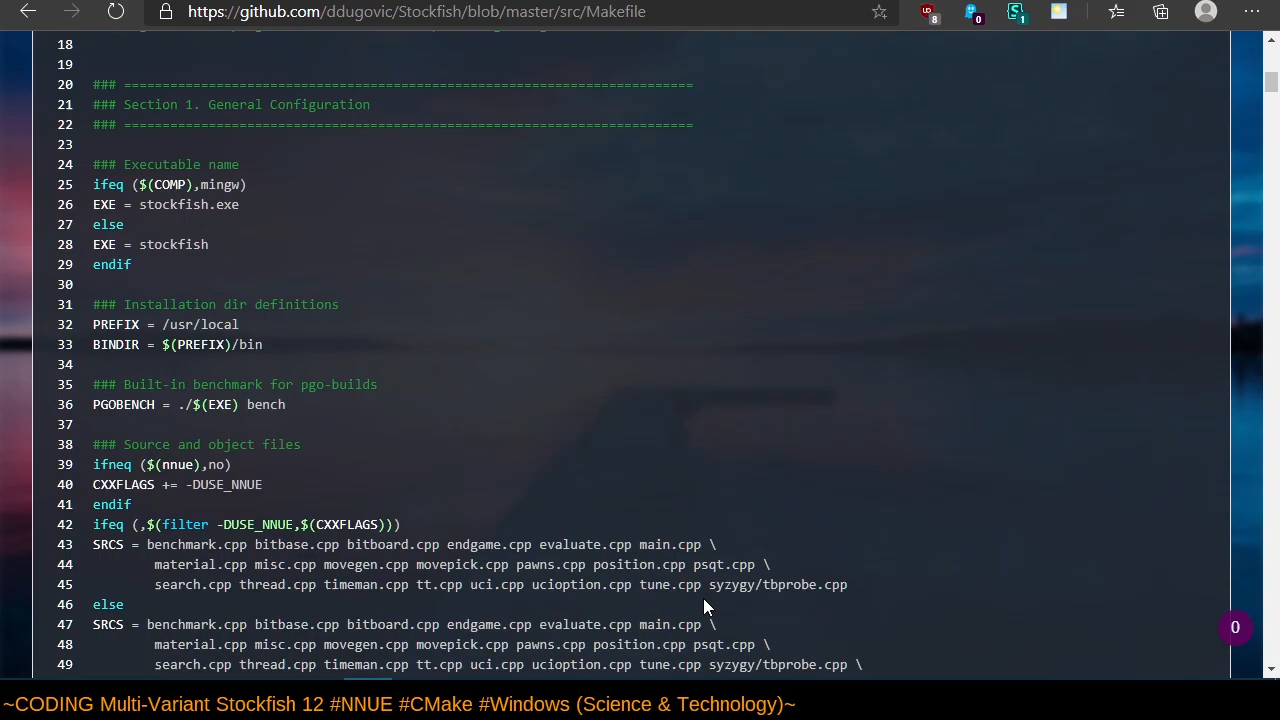 https://github.com/ddugovic/Stockfish/blob/master/src/Makefile
8
0
1
18
19
20 ### ==========================================================================
21 ### Section 1. General Configuration
22 ### ==========================================================================
23
24 ### Executable name
25 ifeq ($(COMP),mingw)
26 EXE = stockfish.exe
27 else
28 EXE = stockfish
29 endif
30
31 ### Installation dir definitions
32 PREFIX = /usr/local
33 BINDIR = $(PREFIX)/bin
34
35 ### Built-in benchmark for pgo-builds
36 PGOBENCH = ./$(EXE) bench
37
38 ### Source and object files
39 ifneq ($(nnue),no)
40 CXXFLAGS += -DUSE_NNUE
41 endif
42 ifeq (,$(filter -DUSE_NNUE,$(CXXFLAGS)))
43 SRCS = benchmark.cpp bitbase.cpp bitboard.cpp endgame.cpp evaluate.cpp main.cpp \
44 material.cpp misc.cpp movegen.cpp movepick.cpp pawns.cpp position.cpp psqt.cpp \
45 search.cpp thread.cpp timeman.cpp tt.cpp uci.cpp ucioption.cpp tune.cpp syzygy/tbprobe.cpp
46 else
47 SRCS = benchmark.cpp bitbase.cpp bitboard.cpp endgame.cpp evaluate.cpp main.cpp \
48 material.cpp misc.cpp movegen.cpp movepick.cpp pawns.cpp position.cpp psqt.cpp \
49 search.cpp thread.cpp timeman.cpp tt.cpp uci.cpp ucioption.cpp tune.cpp syzygy/tbprobe.cpp \
0
~CODING Multi-Variant Stockfish 12 #NNUE #CMake #Windows (Science & Technology)~